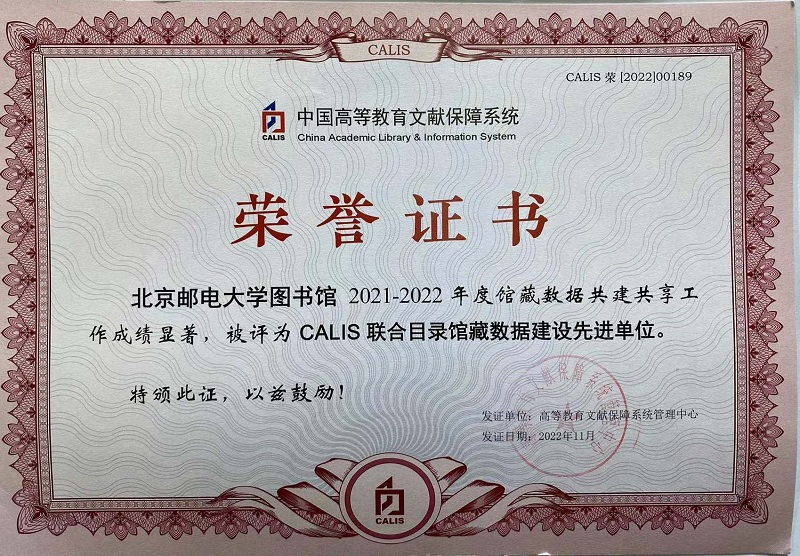 CALIS
CALIS 荣 [2022]00189
CALIS
中国高等教育文献保障系统
China Academic Library & Information System
荣誉证书
北京邮电大学图书馆 2021-2022 年度馆藏数据共建共享工
作成绩显著，被评为 CALIS 联合目录馆藏数据建设先进单位。
特颁此证，以兹鼓励！
发证单位：高等教育文献保障系统管理中心
发证日期：2022年11月
CALIS